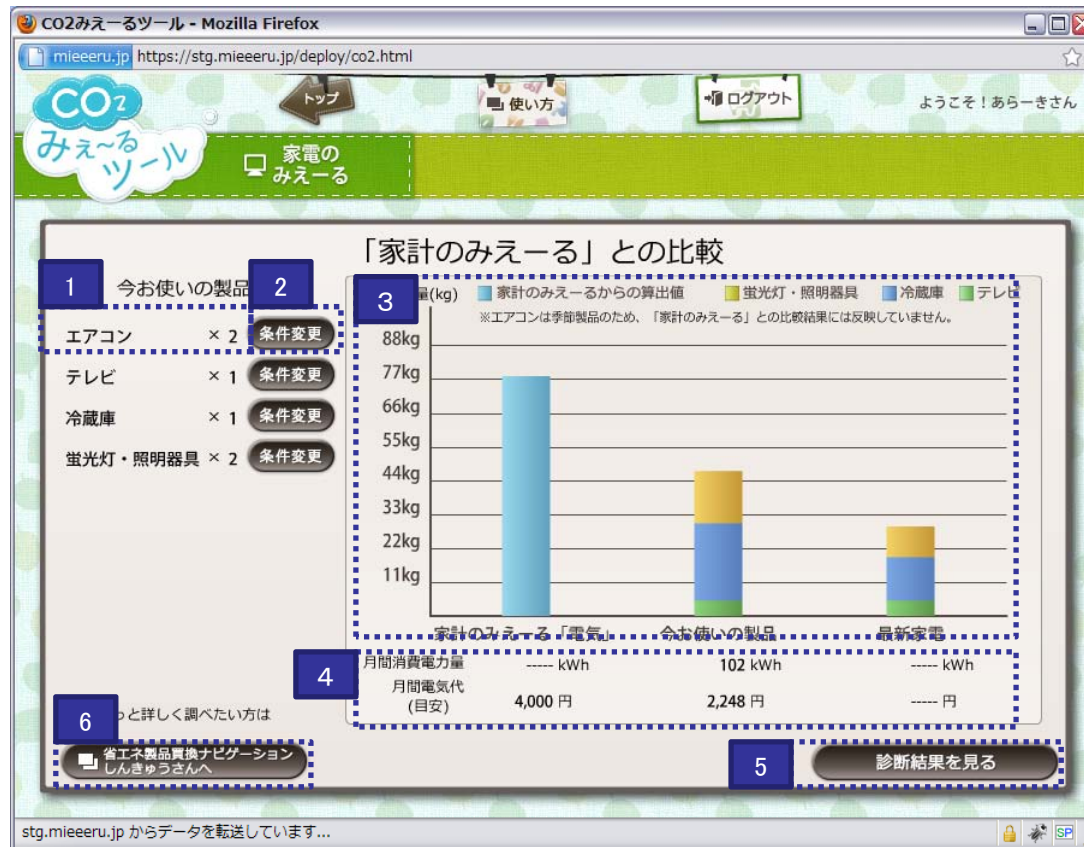 CO2みえーるツール - Mozilla Firefox
mieeeru.jp https://stg.mieeeru.jp/deploy/co2.html
CO2
みえ〜る
ツール
トップ
使い方
ログアウト
ようこそ！あらーきさん
家電の
みえーる
「家計のみえーる」との比較
1
今お使いの製品
2
エアコン × 2 条件変更
テレビ × 1 条件変更
冷蔵庫 × 1 条件変更
蛍光灯・照明器具 × 2 条件変更
3
量(kg) 家計のみえーるからの算出値 蛍光灯・照明器具 冷蔵庫 テレビ
※エアコンは季節製品のため、「家計のみえーる」との比較結果には反映していません。
88kg
77kg
66kg
55kg
44kg
33kg
22kg
11kg
家計のみえーる「電気」 今お使いの製品 最新家電
4
月間消費電力量 ----- kWh 102 kWh ----- kWh
月間電気代
(目安) 4,000 円 2,248 円 ----- 円
6
っと詳しく調べたい方は
省エネ製品買換ナビゲーション
しんきゅうさんへ
5
診断結果を見る
stg.mieeeru.jp からデータを転送しています...
SP